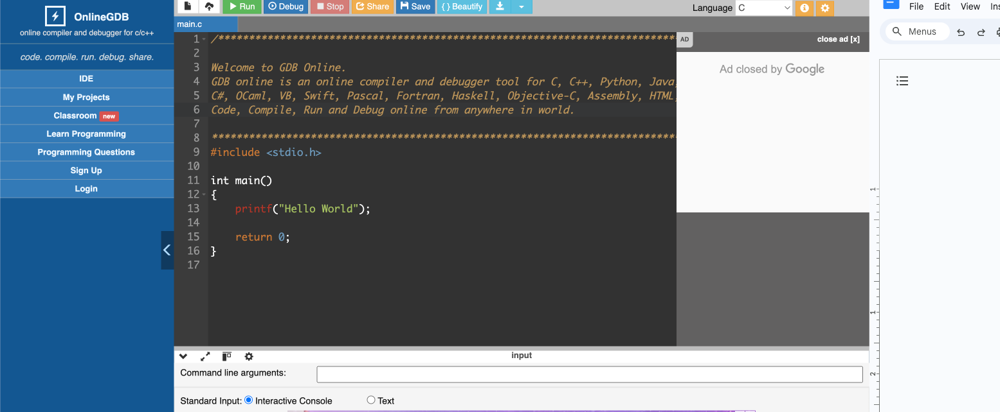 OnlineGDB
online compiler and debugger for c/c++
code. compile. run. debug. share.
IDE
My Projects
Classroom new
Learn Programming
Programming Questions
Sign Up
Login
Run Debug Stop Share Save { } Beautify
Language C
main.c
1 /******************************************************************************
2
3 Welcome to GDB Online.
4 GDB online is an online compiler and debugger tool for C, C++, Python, Java,
5 C#, OCaml, VB, Swift, Pascal, Fortran, Haskell, Objective-C, Assembly, HTML,
6 Code, Compile, Run and Debug online from anywhere in world.
7
8 *******************************************************************************
9 #include <stdio.h>
10
11 int main()
12 {
13     printf("Hello World");
14
15     return 0;
16 }
17
AD
close ad [x]
Ad closed by Google
input
Command line arguments:
Standard Input: Interactive Console Text
File Edit View Ins
Menus
1
1
2